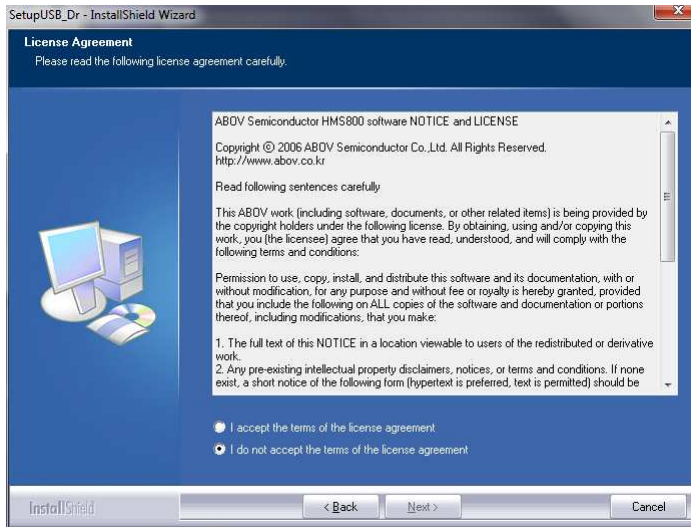 SetupUSB_Dr - InstallShield Wizard
License Agreement
Please read the following license agreement carefully.
ABOV Semiconductor HMS800 software NOTICE and LICENSE
Copyright © 2006 ABOV Semiconductor Co.,Ltd. All Rights Reserved.
http://www.abov.co.kr
Read following sentences carefully
This ABOV work (including software, documents, or other related items) is being provided by
the copyright holders under the following license. By obtaining, using and/or copying this
work, you (the licensee) agree that you have read, understood, and will comply with the
following terms and conditions:
Permission to use, copy, install, and distribute this software and its documentation, with or
without modification, for any purpose and without fee or royalty is hereby granted, provided
that you include the following on ALL copies of the software and documentation or portions
thereof, including modifications, that you make:
1. The full text of this NOTICE in a location viewable to users of the redistributed or derivative
work.
2. Any pre-existing intellectual property disclaimers, notices, or terms and conditions. If none
exist, a short notice of the following form (hypertext is preferred, text is permitted) should be
I accept the terms of the license agreement
I do not accept the terms of the license agreement
InstallShield
< Back
Next >
Cancel